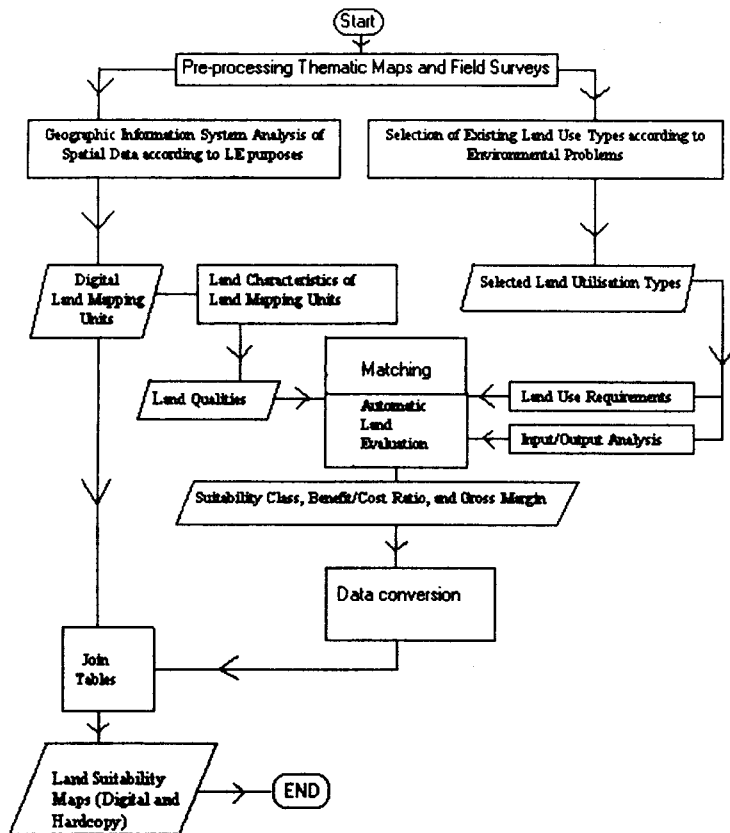 Start
Pre-processing Thematic Maps and Field Surveys
Geographic Information System Analysis of
Spatial Data according to LE purposes
Selection of Existing Land Use Types according to
Environmental Problems
Digital
Land Mapping
Units
Land Characteristics of
Land Mapping Units
Selected Land Utilisation Types
Land Qualities
Matching
Automatic
Land
Evaluation
Land Use Requirements
Input/Output Analysis
Suitability Class, Benefit/Cost Ratio, and Gross Margin
Data conversion
Join
Tables
Land Suitability
Maps (Digital and
Hardcopy)
END